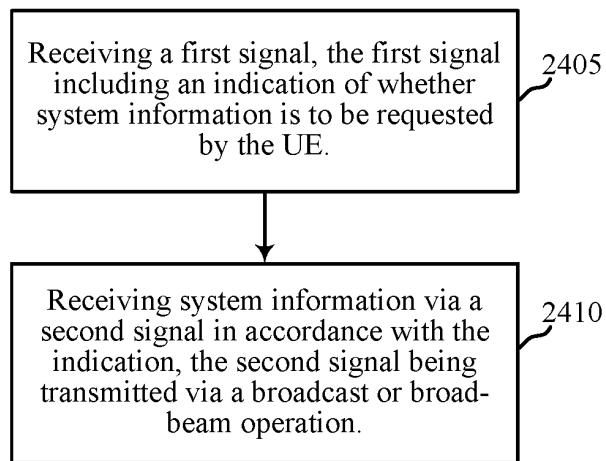 Receiving a first signal, the first signal
including an indication of whether
system information is to be requested
by the UE.
2405
Receiving system information via a
second signal in accordance with the
indication, the second signal being
transmitted via a broadcast or broad-
beam operation.
2410